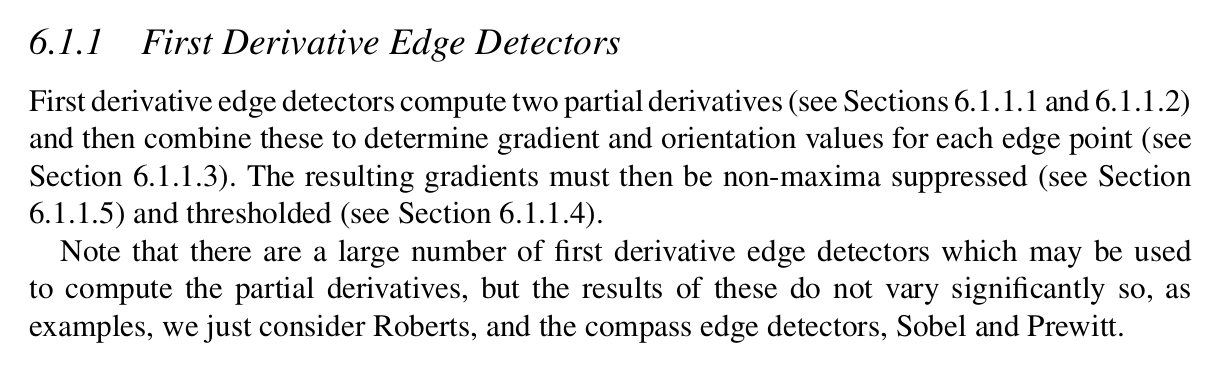 6.1.1 First Derivative Edge Detectors
First derivative edge detectors compute two partial derivatives (see Sections 6.1.1.1 and 6.1.1.2)
and then combine these to determine gradient and orientation values for each edge point (see
Section 6.1.1.3). The resulting gradients must then be non-maxima suppressed (see Section
6.1.1.5) and thresholded (see Section 6.1.1.4).
Note that there are a large number of first derivative edge detectors which may be used
to compute the partial derivatives, but the results of these do not vary significantly so, as
examples, we just consider Roberts, and the compass edge detectors, Sobel and Prewitt.